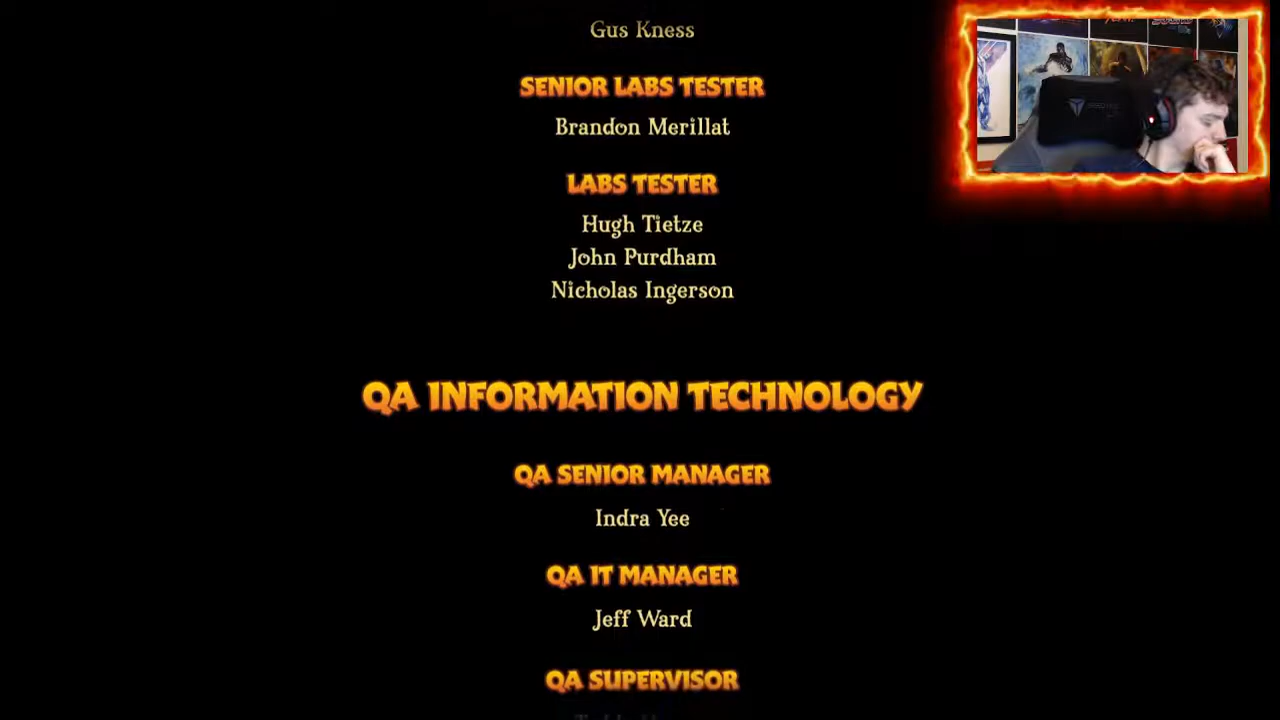 Gus Kness
SENIOR LABS TESTER
Brandon Merillat
LABS TESTER
Hugh Tietze
John Purdham
Nicholas Ingerson
QA INFORMATION TECHNOLOGY
QA SENIOR MANAGER
Indra Yee
QA IT MANAGER
Jeff Ward
QA SUPERVISOR